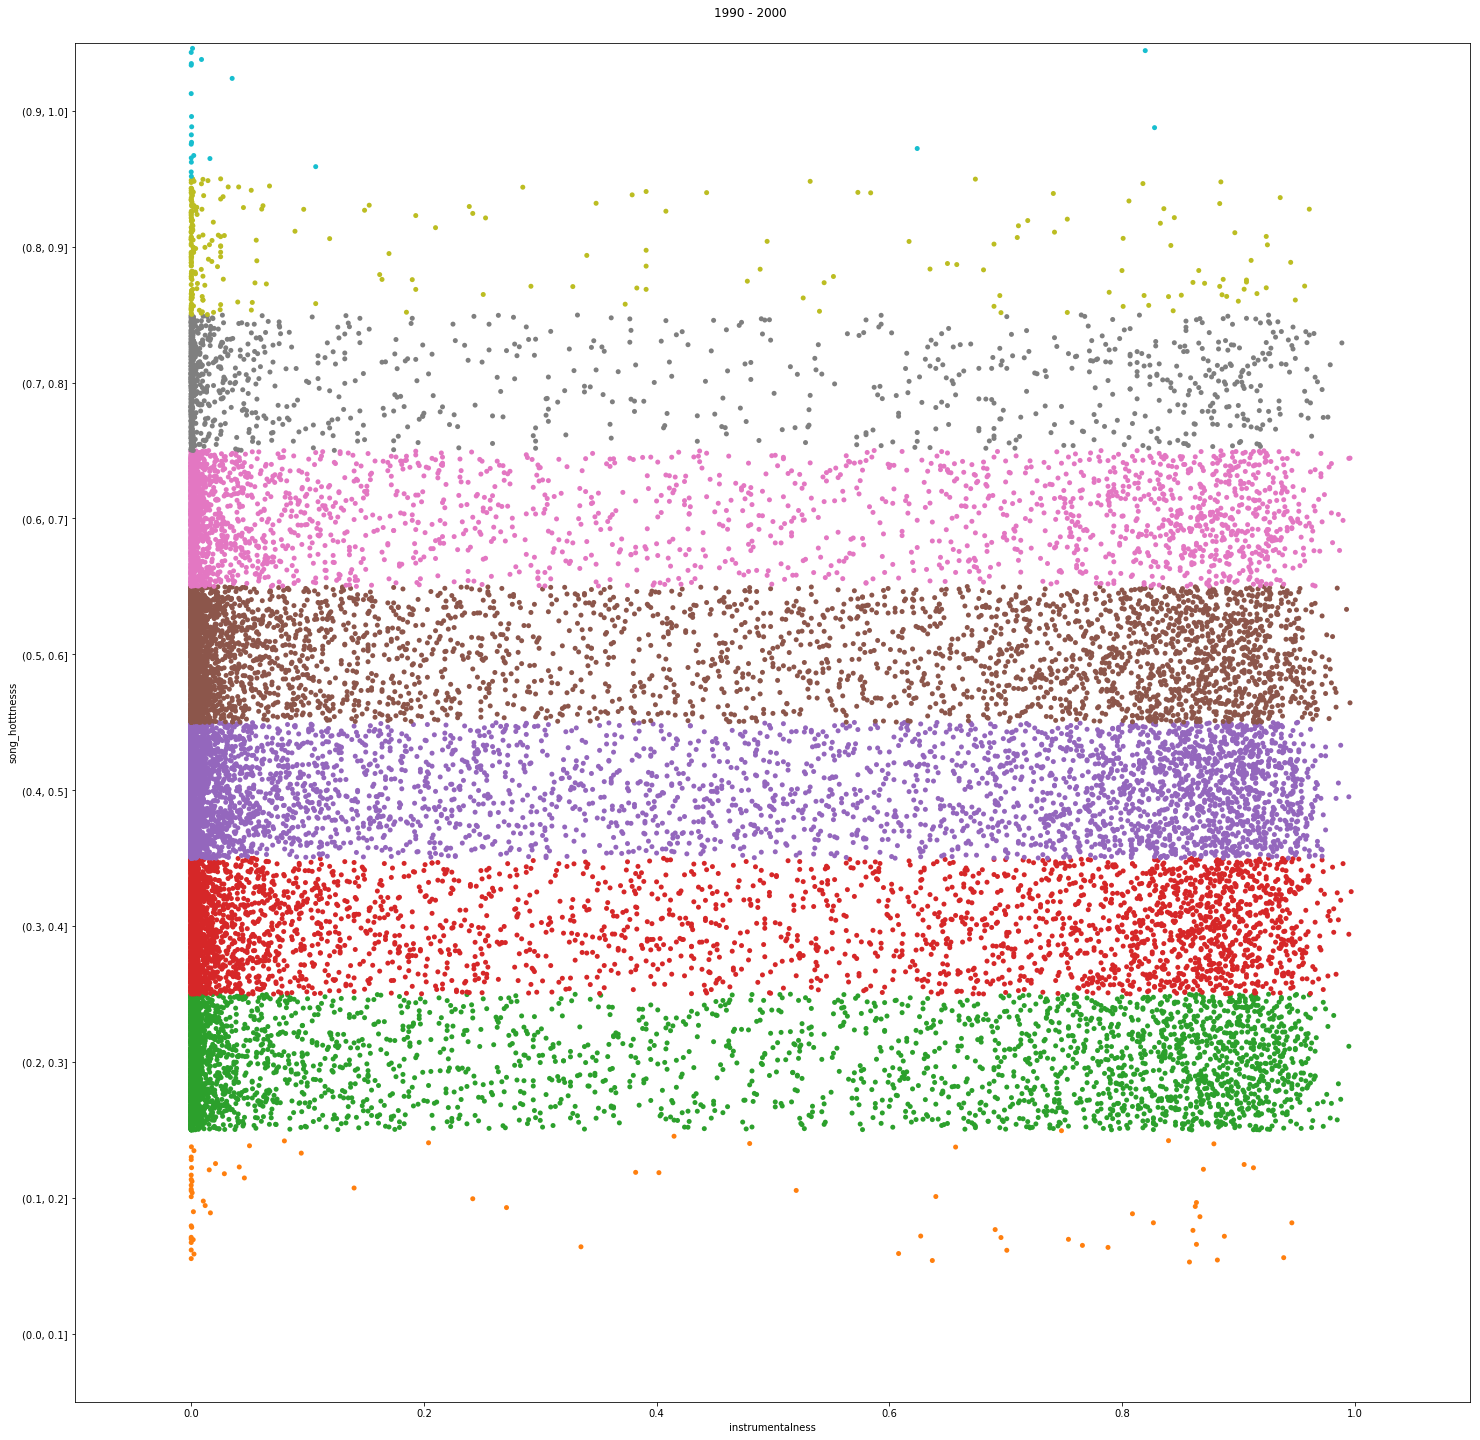 1990 - 2000
(0.9, 1.0]
(0.8, 0.9]
(0.7, 0.8]
(0.6, 0.7]
(0.5, 0.6]
(0.4, 0.5]
(0.3, 0.4]
(0.2, 0.3]
(0.1, 0.2]
(0.0, 0.1]
song_hotttnesss
0.0 0.2 0.4 0.6 0.8 1.0
instrumentalness